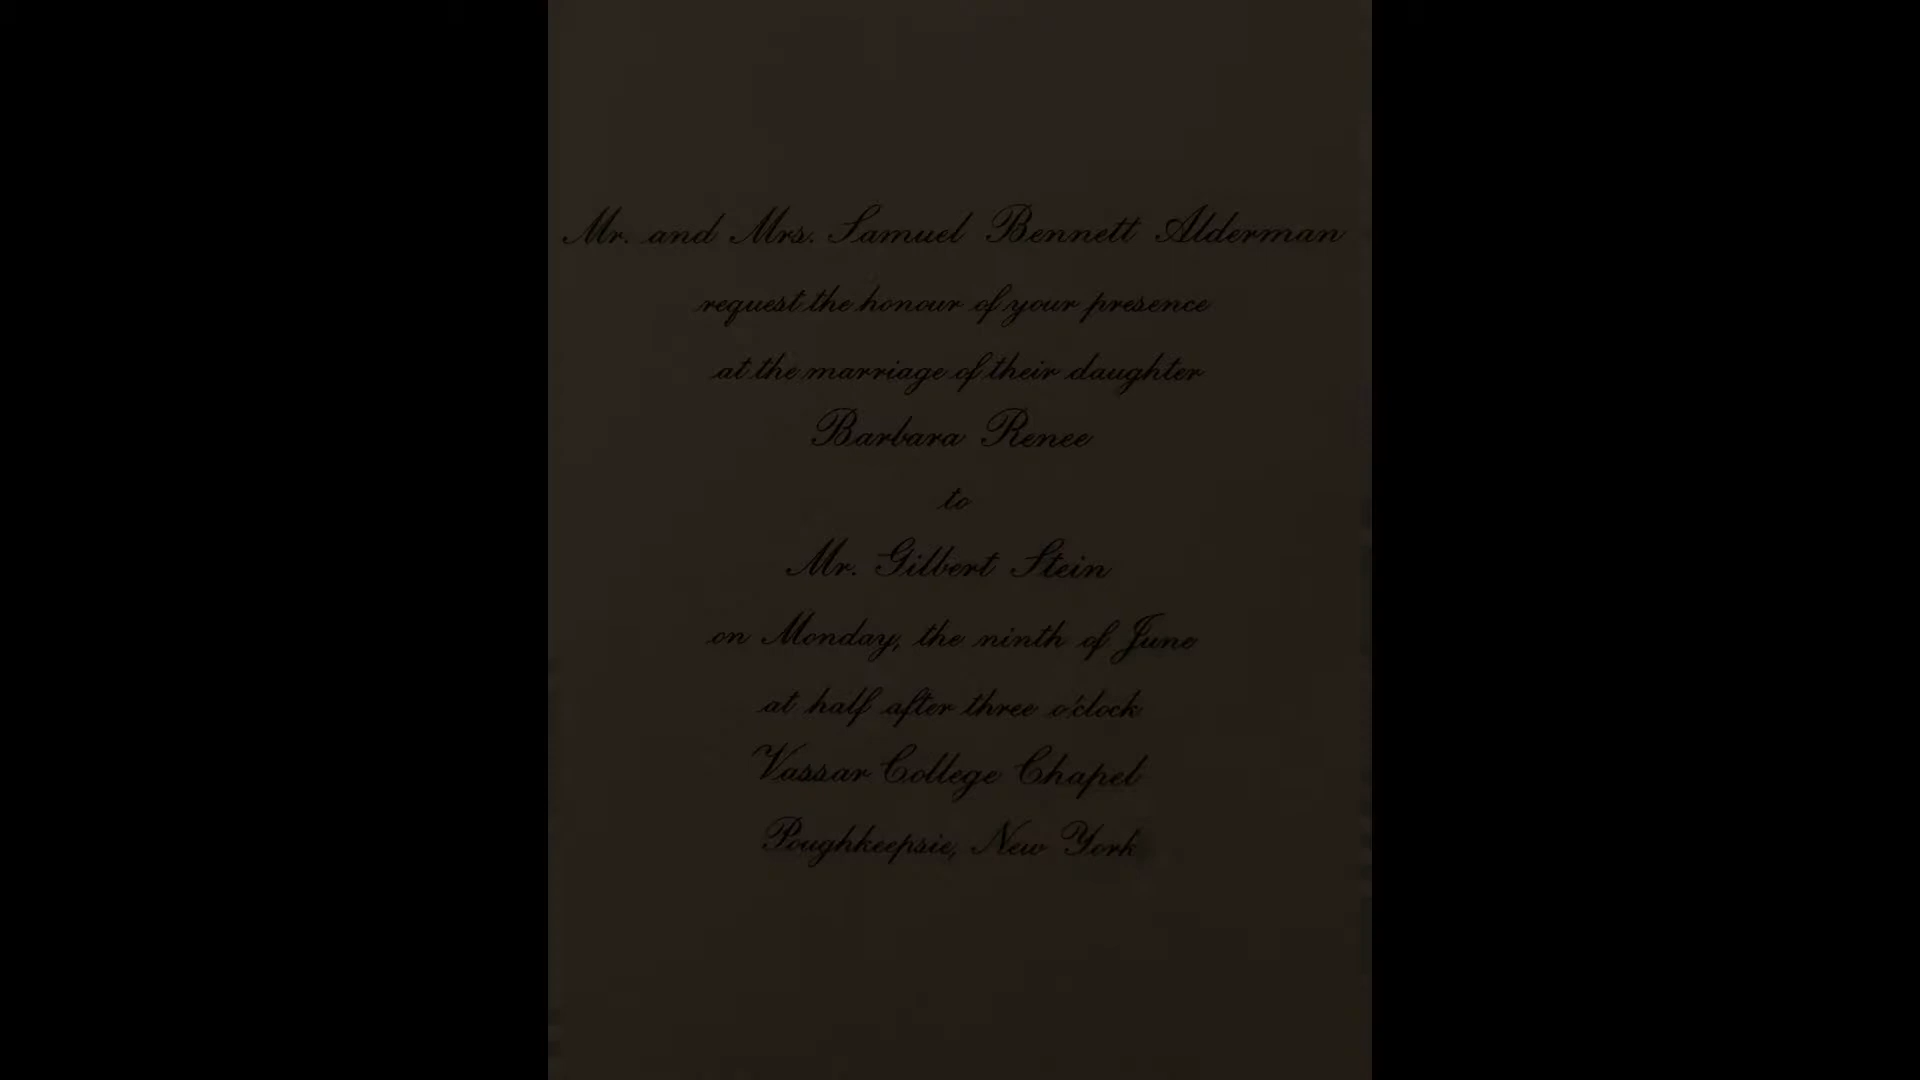 Mr. and Mrs. Samuel Bennett Alderman
request the honour of your presence
at the marriage of their daughter
Barbara Renee
to
Mr. Gilbert Stein
on Monday, the ninth of June
at half after three o'clock
Vassar College Chapel
Poughkeepsie, New York